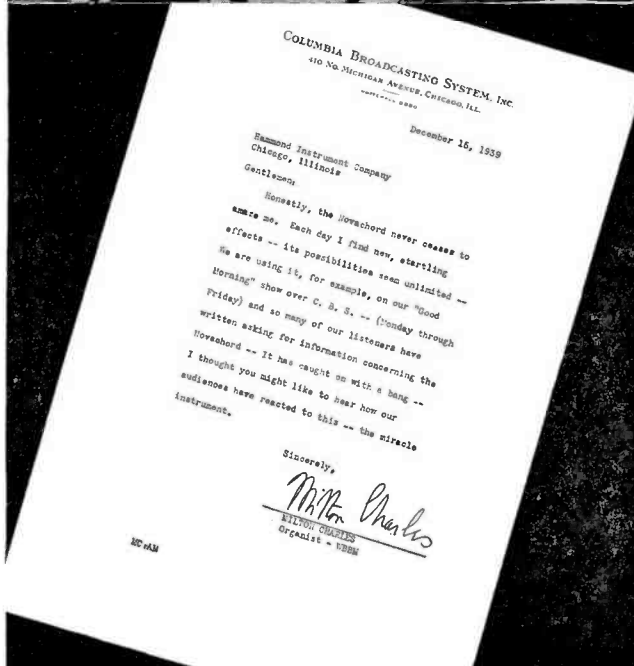 COLUMBIA BROADCASTING SYSTEM, INC.
410 NO. MICHIGAN AVENUE, CHICAGO, ILL.
December 15, 1939
Hammond Instrument Company
Chicago, Illinois
Gentlemen:
Honestly, the Novachord never ceases to
amaze me. Each day I find new, startling
effects -- its possibilities seem unlimited --
We are using it, for example, on our "Good
Morning" show over C. B. S. -- (Monday through
Friday) and so many of our listeners have
written asking for information concerning the
Novachord -- It has caught on with a bang --
I thought you might like to hear how our
audiences have reacted to this -- the miracle
instrument.
Sincerely,
Milton Charles
MILTON CHARLES
Organist - WBBM
MC:AM